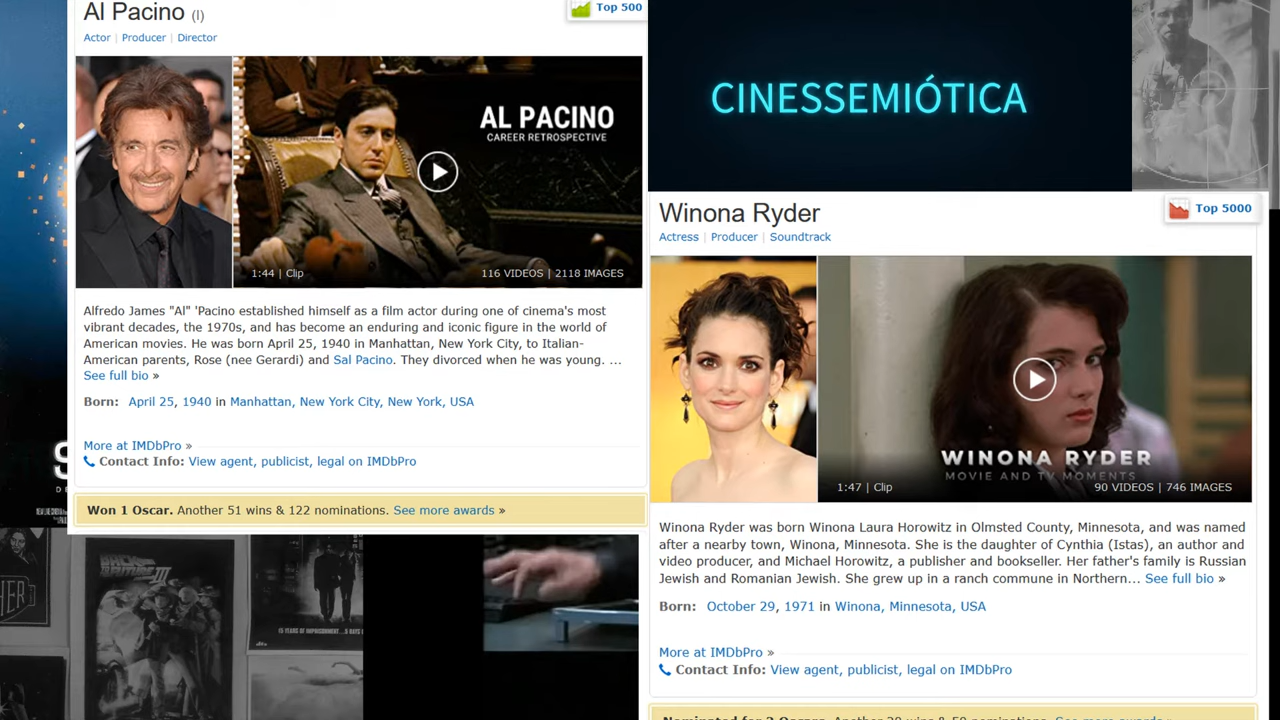 Al Pacino (I)
Top 500
Actor | Producer | Director
AL PACINO
CAREER RETROSPECTIVE
1:44 | Clip
116 VIDEOS | 2118 IMAGES
Alfredo James "Al" 'Pacino established himself as a film actor during one of cinema's most
vibrant decades, the 1970s, and has become an enduring and iconic figure in the world of
American movies. He was born April 25, 1940 in Manhattan, New York City, to Italian-
American parents, Rose (nee Gerardi) and Sal Pacino. They divorced when he was young. ...
See full bio »
Born: April 25, 1940 in Manhattan, New York City, New York, USA
More at IMDbPro »
Contact Info: View agent, publicist, legal on IMDbPro
Won 1 Oscar. Another 51 wins & 122 nominations. See more awards »
BACK TO FUTURE III
CINESSEMIÓTICA
Winona Ryder
Top 5000
Actress | Producer | Soundtrack
WINONA RYDER
MOVIE AND TV MOMENTS
1:47 | Clip
90 VIDEOS | 746 IMAGES
Winona Ryder was born Winona Laura Horowitz in Olmsted County, Minnesota, and was named
after a nearby town, Winona, Minnesota. She is the daughter of Cynthia (Istas), an author and
video producer, and Michael Horowitz, a publisher and bookseller. Her father's family is Russian
Jewish and Romanian Jewish. She grew up in a ranch commune in Northern... See full bio »
Born: October 29, 1971 in Winona, Minnesota, USA
More at IMDbPro »
Contact Info: View agent, publicist, legal on IMDbPro
Nominated for 2 Oscars. Another